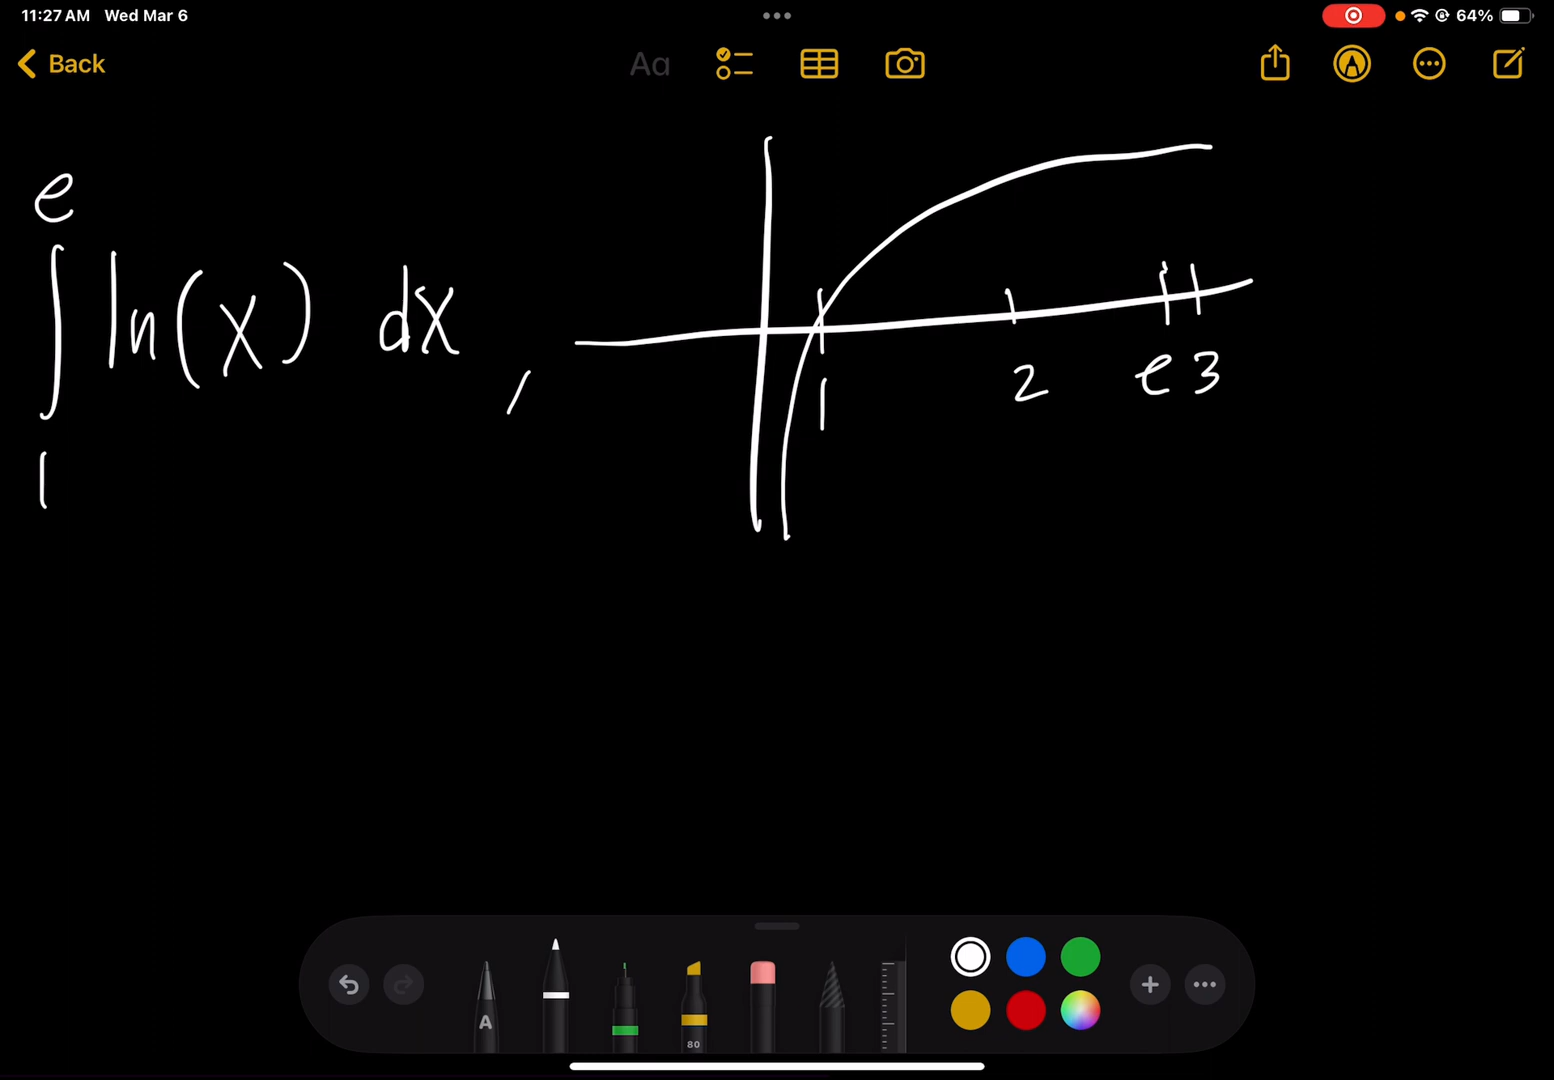 11:27 AM Wed Mar 6
64%
Back
Aa
e
∫ ln(x) dx ,
1
1 2 e 3
A
80